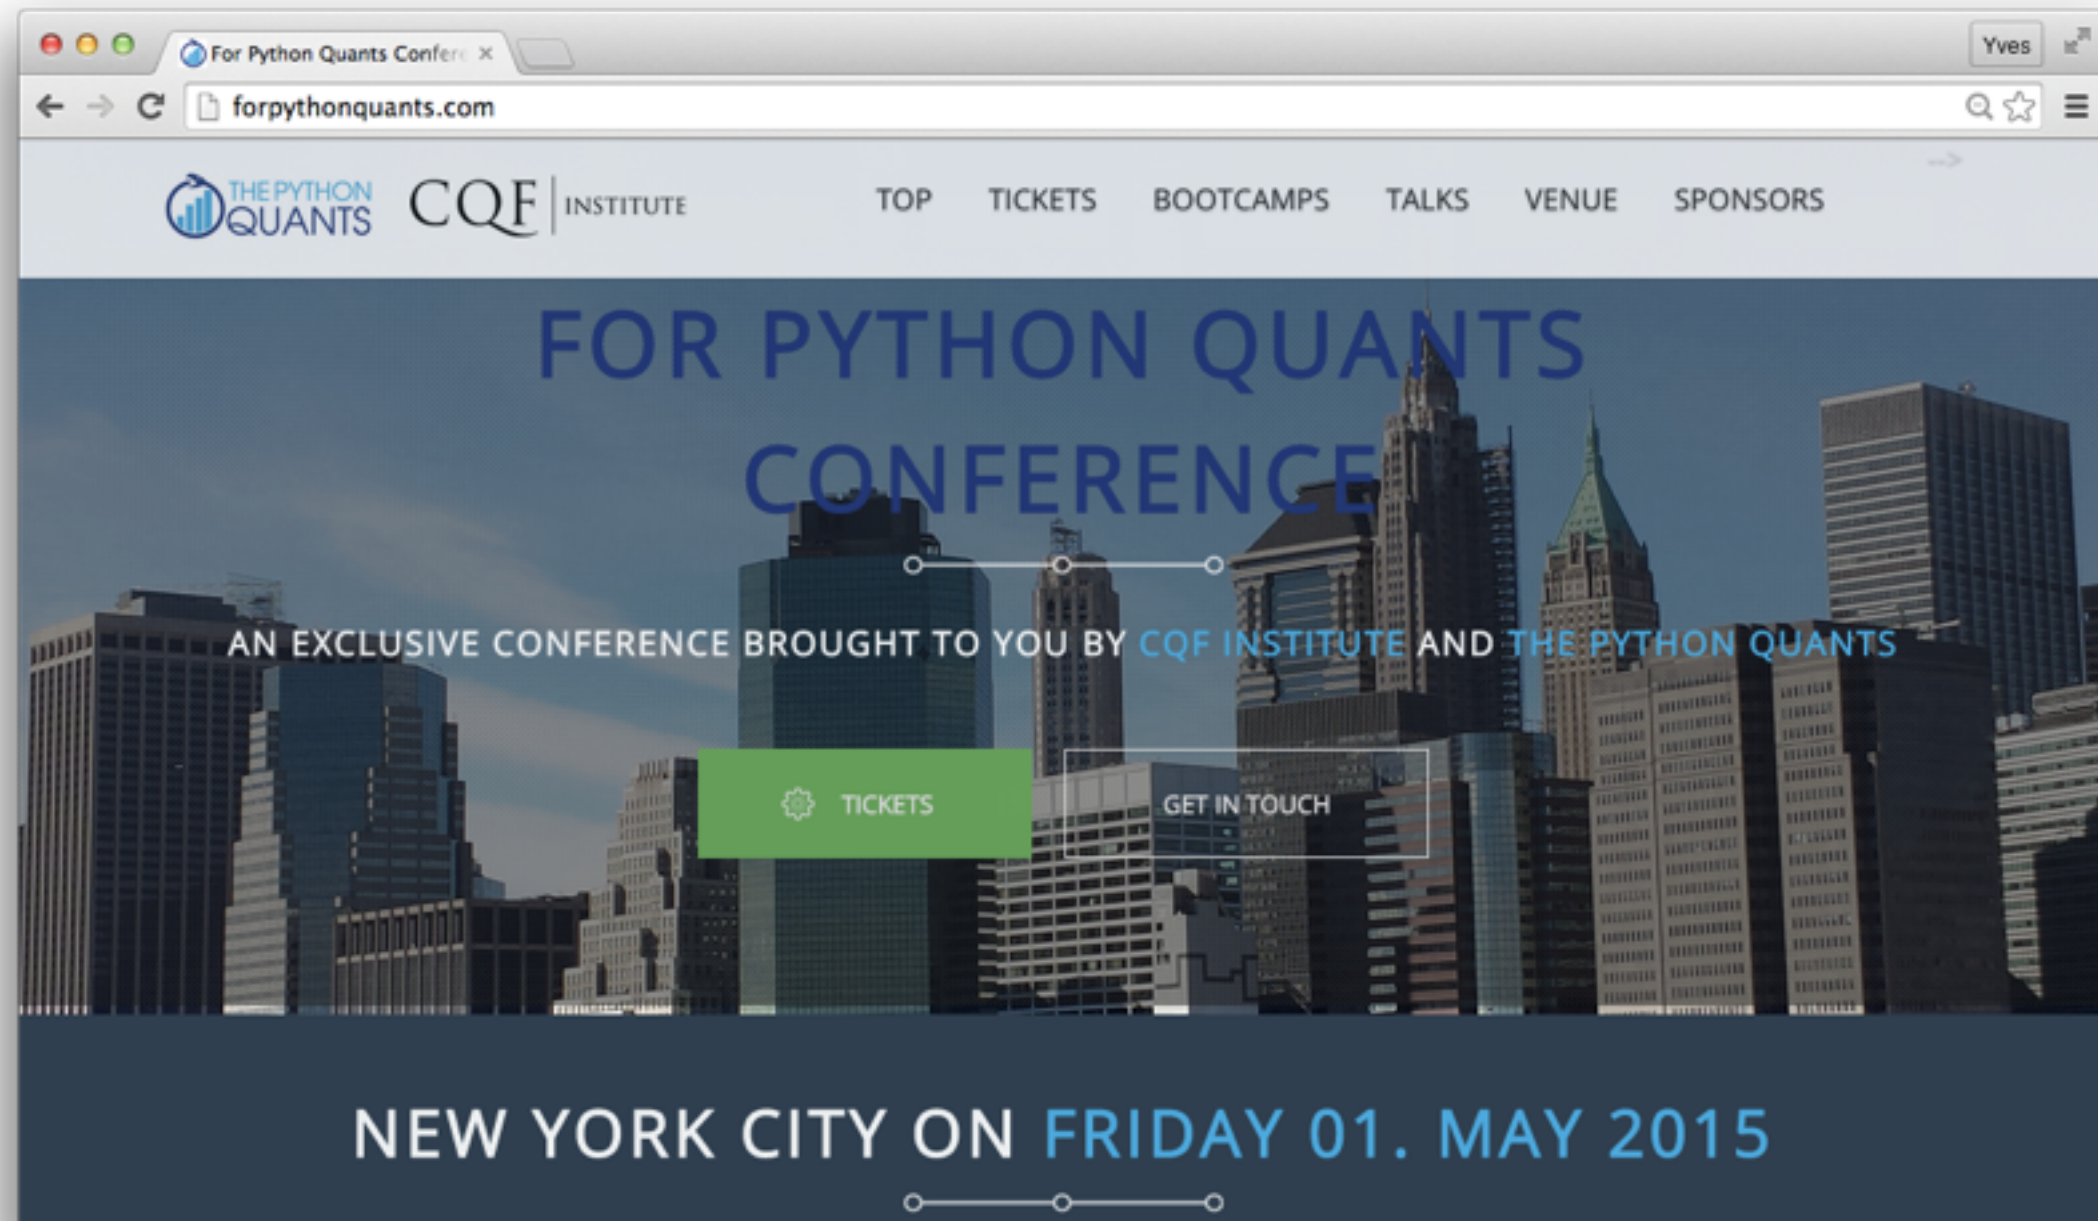 For Python Quants Confere
Yves
forpythonquants.com
THE PYTHON
QUANTS
CQF INSTITUTE
TOP TICKETS BOOTCAMPS TALKS VENUE SPONSORS
-->
FOR PYTHON QUANTS
CONFERENCE
AN EXCLUSIVE CONFERENCE BROUGHT TO YOU BY CQF INSTITUTE AND THE PYTHON QUANTS
TICKETS
GET IN TOUCH
NEW YORK CITY ON FRIDAY 01. MAY 2015